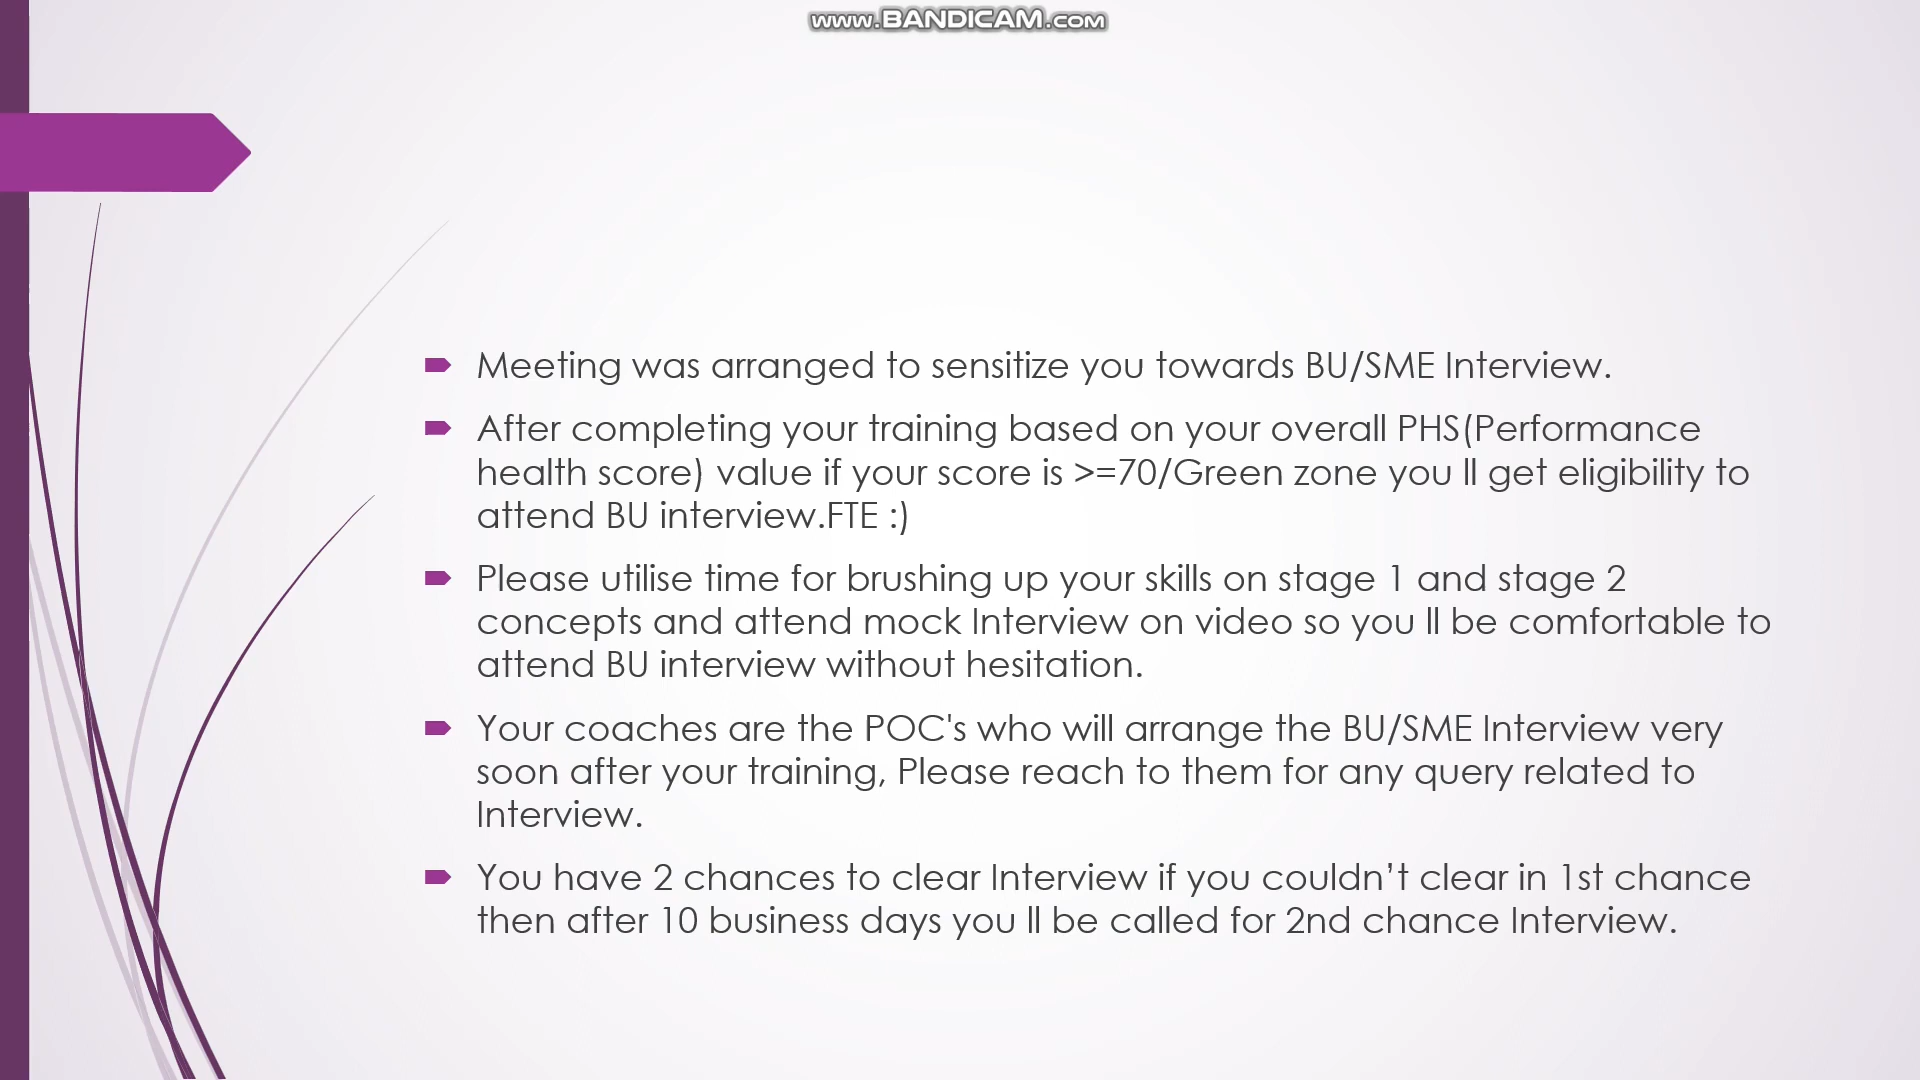 www.BANDICAM.com
Meeting was arranged to sensitize you towards BU/SME Interview.
After completing your training based on your overall PHS(Performance
health score) value if your score is >=70/Green zone you ll get eligibility to
attend BU interview.FTE :)
Please utilise time for brushing up your skills on stage 1 and stage 2
concepts and attend mock Interview on video so you ll be comfortable to
attend BU interview without hesitation.
Your coaches are the POC's who will arrange the BU/SME Interview very
soon after your training, Please reach to them for any query related to
Interview.
You have 2 chances to clear Interview if you couldn’t clear in 1st chance
then after 10 business days you ll be called for 2nd chance Interview.